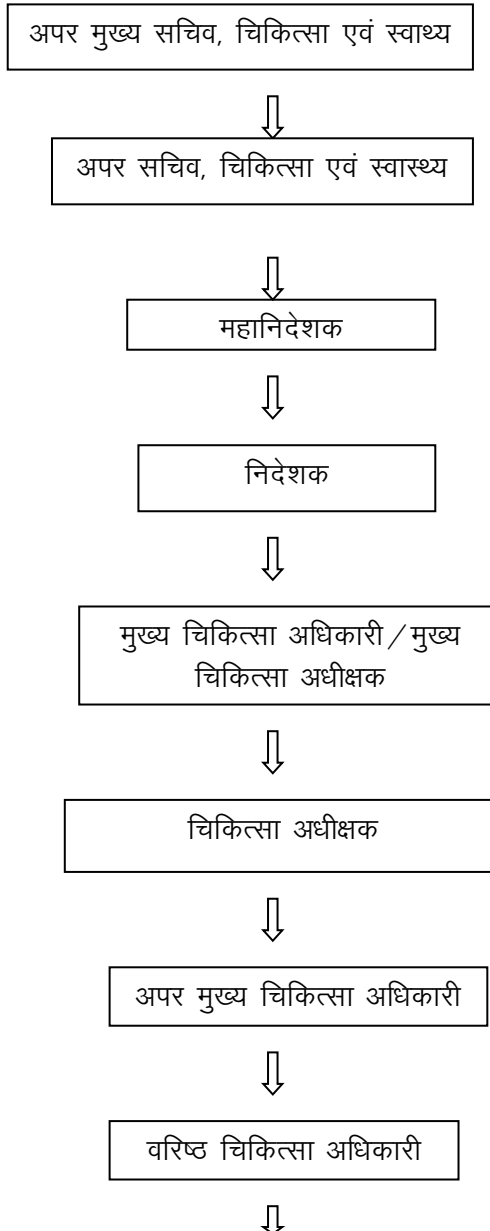 अपर मुख्य सचिव, चिकित्सा एवं स्वाथ्य
अपर सचिव, चिकित्सा एवं स्वास्थ्य
महानिदेशक
निदेशक
मुख्य चिकित्सा अधिकारी/मुख्य
चिकित्सा अधीक्षक
चिकित्सा अधीक्षक
अपर मुख्य चिकित्सा अधिकारी
वरिष्ठ चिकित्सा अधिकारी